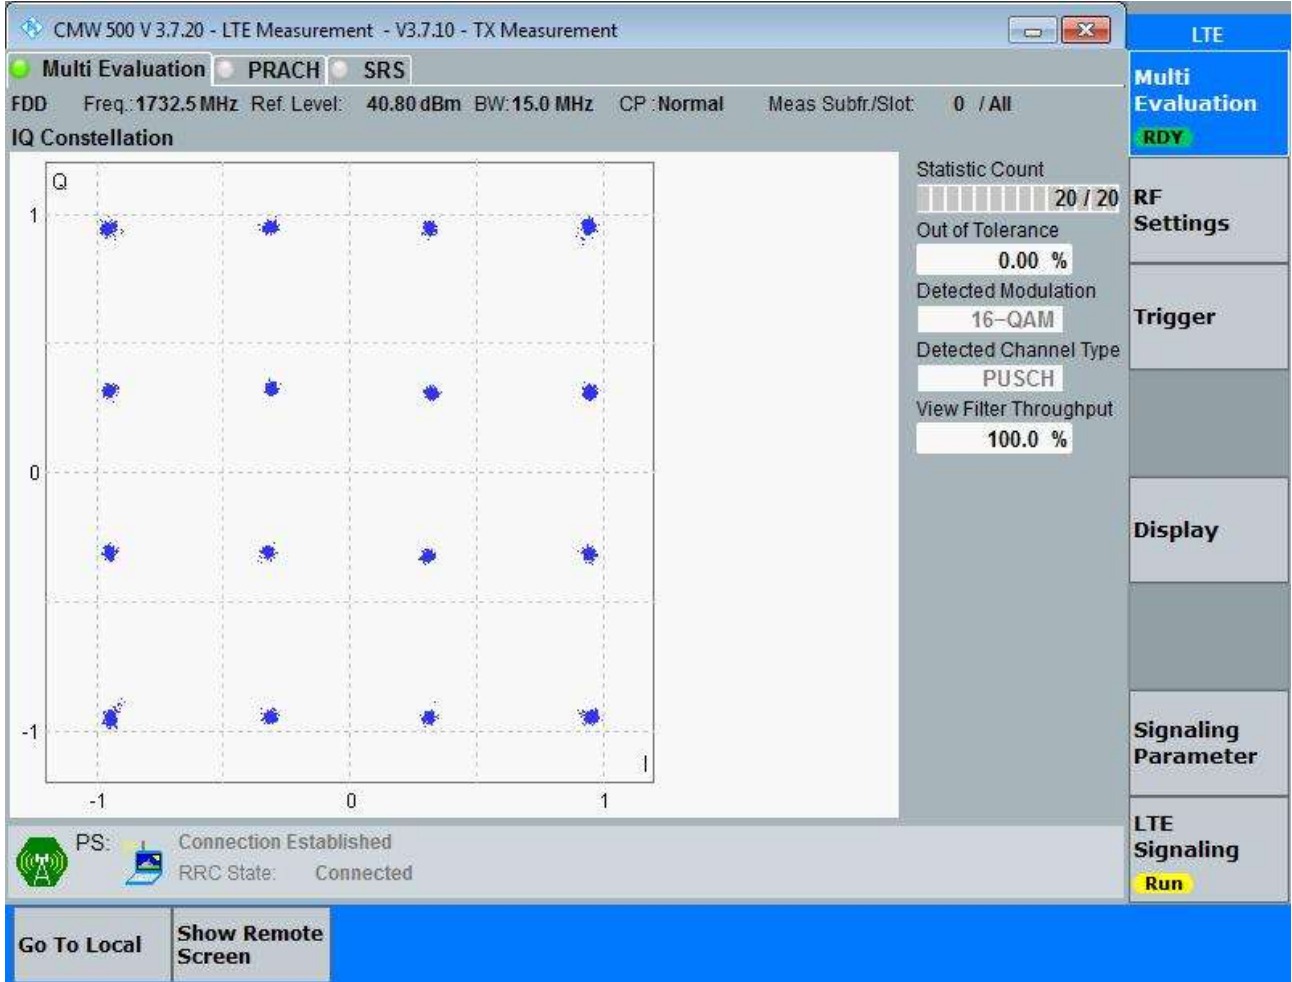 CMW 500 V 3.7.20 - LTE Measurement - V3.7.10 - TX Measurement
LTE
Multi Evaluation PRACH SRS
FDD Freq.: 1732.5 MHz Ref. Level: 40.80 dBm BW: 15.0 MHz CP : Normal Meas Subfr./Slot: 0 / All
IQ Constellation
Q
1
0
-1
I
-1 0 1
Statistic Count
20 / 20
Out of Tolerance
0.00 %
Detected Modulation
16-QAM
Detected Channel Type
PUSCH
View Filter Throughput
100.0 %
Multi
Evaluation
RDY
RF
Settings
Trigger
Display
Signaling
Parameter
LTE
Signaling
Run
PS: Connection Established
RRC State: Connected
Go To Local
Show Remote
Screen